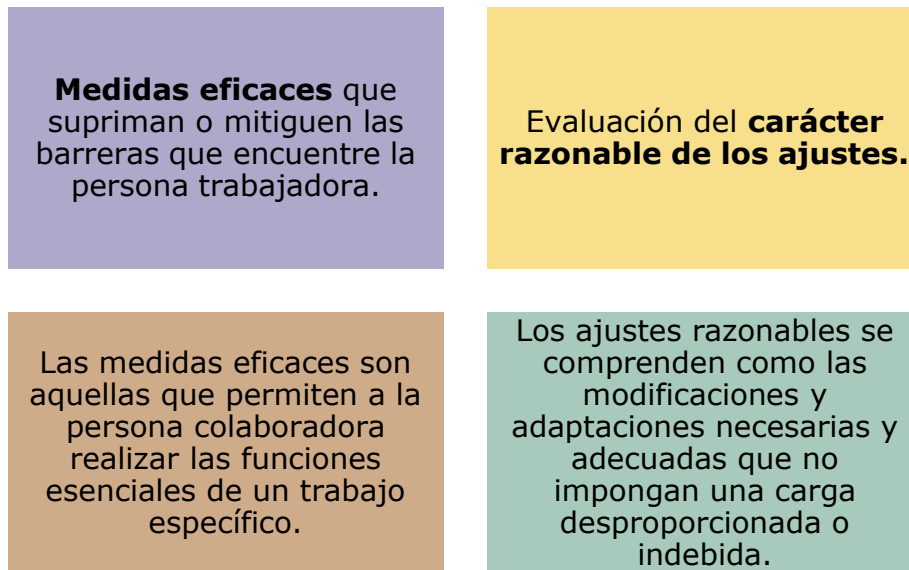 Medidas eficaces que
supriman o mitiguen las
barreras que encuentre la
persona trabajadora.
Evaluación del carácter
razonable de los ajustes.
Las medidas eficaces son
aquellas que permiten a la
persona colaboradora
realizar las funciones
esenciales de un trabajo
específico.
Los ajustes razonables se
comprenden como las
modificaciones y
adaptaciones necesarias y
adecuadas que no
impongan una carga
desproporcionada o
indebida.